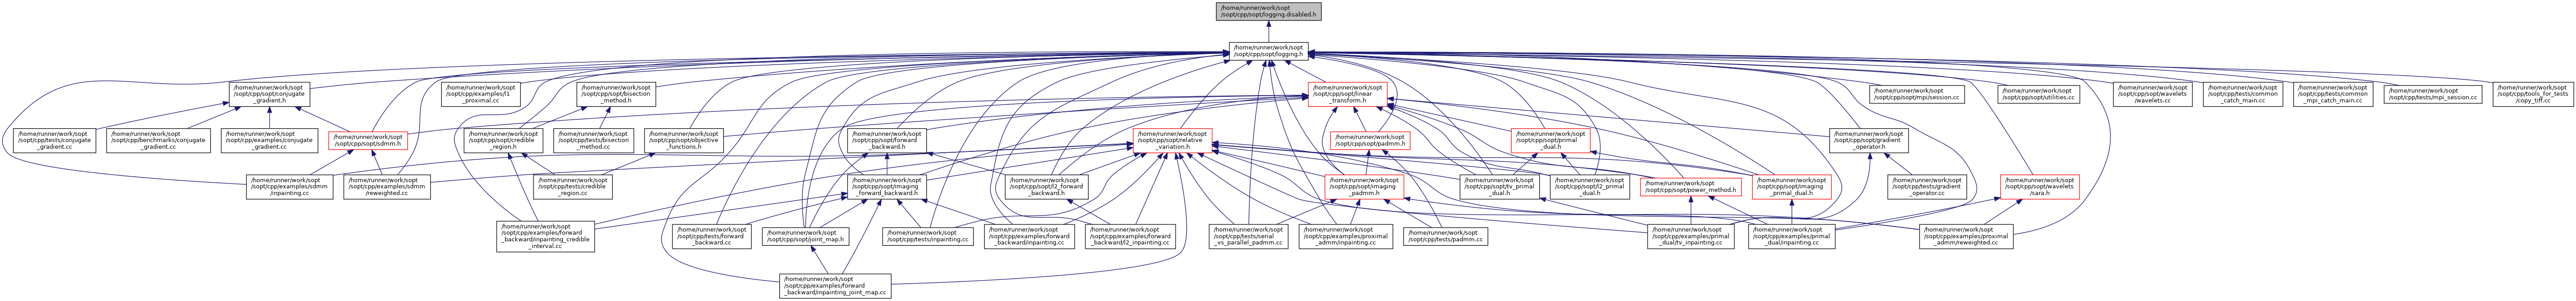 /home/runner/work/sopt
/sopt/cpp/sopt/logging.disabled.h
/home/runner/work/sopt
/sopt/cpp/sopt/logging.h
/home/runner/work/sopt
/sopt/cpp/sopt/conjugate
_gradient.h
/home/runner/work/sopt
/sopt/cpp/examples/l1
_proximal.cc
/home/runner/work/sopt
/sopt/cpp/sopt/bisection
_method.h
/home/runner/work/sopt
/sopt/cpp/sopt/linear
_transform.h
/home/runner/work/sopt
/sopt/cpp/sopt/mpi/session.cc
/home/runner/work/sopt
/sopt/cpp/sopt/utilities.cc
/home/runner/work/sopt
/sopt/cpp/sopt/wavelets
/wavelets.cc
/home/runner/work/sopt
/sopt/cpp/tests/common
_catch_main.cc
/home/runner/work/sopt
/sopt/cpp/tests/common
_mpi_catch_main.cc
/home/runner/work/sopt
/sopt/cpp/tests/mpi_session.cc
/home/runner/work/sopt
/sopt/cpp/tools_for_tests
/copy_tiff.cc
/home/runner/work/sopt
/sopt/cpp/tests/conjugate
_gradient.cc
/home/runner/work/sopt
/sopt/cpp/benchmarks/conjugate
_gradient.cc
/home/runner/work/sopt
/sopt/cpp/examples/conjugate
_gradient.cc
/home/runner/work/sopt
/sopt/cpp/sopt/sdmm.h
/home/runner/work/sopt
/sopt/cpp/sopt/credible
_region.h
/home/runner/work/sopt
/sopt/cpp/tests/bisection
_method.cc
/home/runner/work/sopt
/sopt/cpp/sopt/objective
_functions.h
/home/runner/work/sopt
/sopt/cpp/sopt/forward
_backward.h
/home/runner/work/sopt
/sopt/cpp/sopt/relative
_variation.h
/home/runner/work/sopt
/sopt/cpp/sopt/padmm.h
/home/runner/work/sopt
/sopt/cpp/sopt/primal
_dual.h
/home/runner/work/sopt
/sopt/cpp/sopt/gradient
_operator.h
/home/runner/work/sopt
/sopt/cpp/examples/sdmm
/inpainting.cc
/home/runner/work/sopt
/sopt/cpp/examples/sdmm
/reweighted.cc
/home/runner/work/sopt
/sopt/cpp/tests/credible
_region.cc
/home/runner/work/sopt
/sopt/cpp/sopt/imaging
_forward_backward.h
/home/runner/work/sopt
/sopt/cpp/sopt/l2_forward
_backward.h
/home/runner/work/sopt
/sopt/cpp/sopt/imaging
_padmm.h
/home/runner/work/sopt
/sopt/cpp/sopt/tv_primal
_dual.h
/home/runner/work/sopt
/sopt/cpp/sopt/l2_primal
_dual.h
/home/runner/work/sopt
/sopt/cpp/sopt/power_method.h
/home/runner/work/sopt
/sopt/cpp/sopt/imaging
_primal_dual.h
/home/runner/work/sopt
/sopt/cpp/tests/gradient
_operator.cc
/home/runner/work/sopt
/sopt/cpp/sopt/wavelets
/sara.h
/home/runner/work/sopt
/sopt/cpp/examples/forward
_backward/inpainting_credible
_interval.cc
/home/runner/work/sopt
/sopt/cpp/tests/forward
_backward.cc
/home/runner/work/sopt
/sopt/cpp/sopt/joint_map.h
/home/runner/work/sopt
/sopt/cpp/tests/inpainting.cc
/home/runner/work/sopt
/sopt/cpp/examples/forward
_backward/inpainting.cc
/home/runner/work/sopt
/sopt/cpp/examples/forward
_backward/l2_inpainting.cc
/home/runner/work/sopt
/sopt/cpp/tests/serial
_vs_parallel_padmm.cc
/home/runner/work/sopt
/sopt/cpp/examples/proximal
_admm/inpainting.cc
/home/runner/work/sopt
/sopt/cpp/tests/padmm.cc
/home/runner/work/sopt
/sopt/cpp/examples/primal
_dual/tv_inpainting.cc
/home/runner/work/sopt
/sopt/cpp/examples/primal
_dual/inpainting.cc
/home/runner/work/sopt
/sopt/cpp/examples/proximal
_admm/reweighted.cc
/home/runner/work/sopt
/sopt/cpp/examples/forward
_backward/inpainting_joint_map.cc